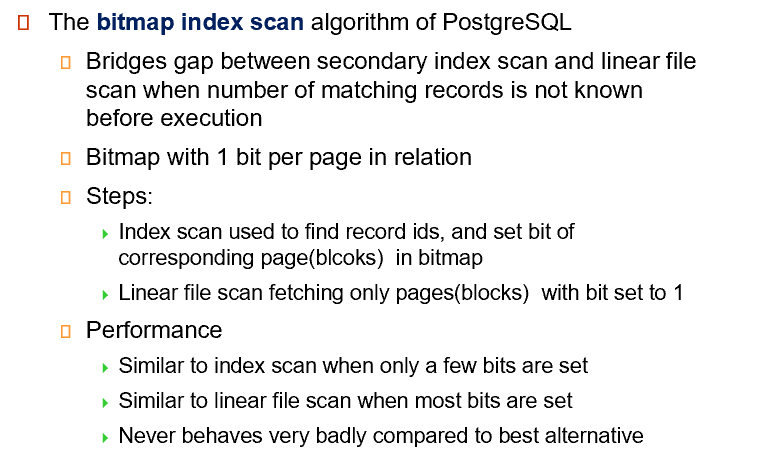 The bitmap index scan algorithm of PostgreSQL
Bridges gap between secondary index scan and linear file
scan when number of matching records is not known
before execution
Bitmap with 1 bit per page in relation
Steps:
Index scan used to find record ids, and set bit of
corresponding page(blcoks) in bitmap
Linear file scan fetching only pages(blocks) with bit set to 1
Performance
Similar to index scan when only a few bits are set
Similar to linear file scan when most bits are set
Never behaves very badly compared to best alternative